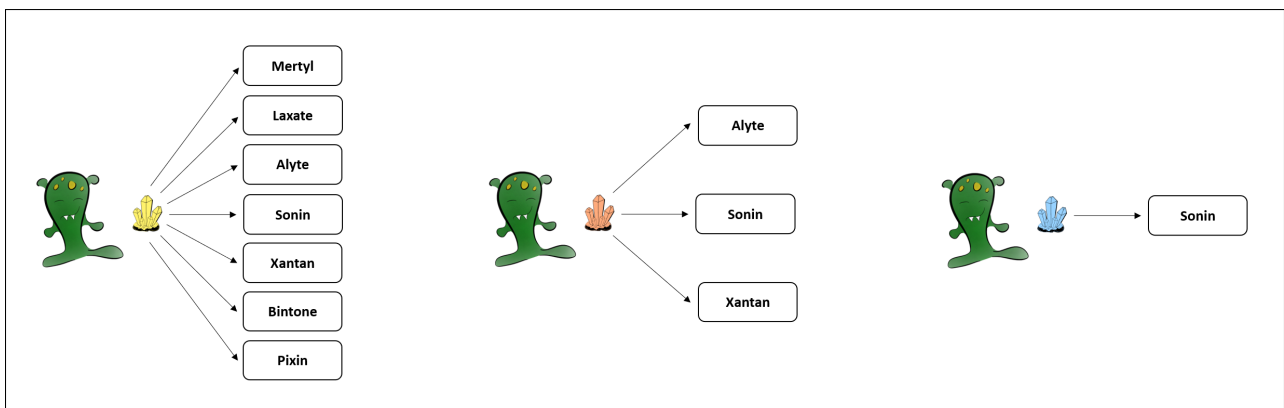 Mertyl
Laxate
Alyte
Sonin
Xantan
Bintone
Pixin
Alyte
Sonin
Xantan
Sonin